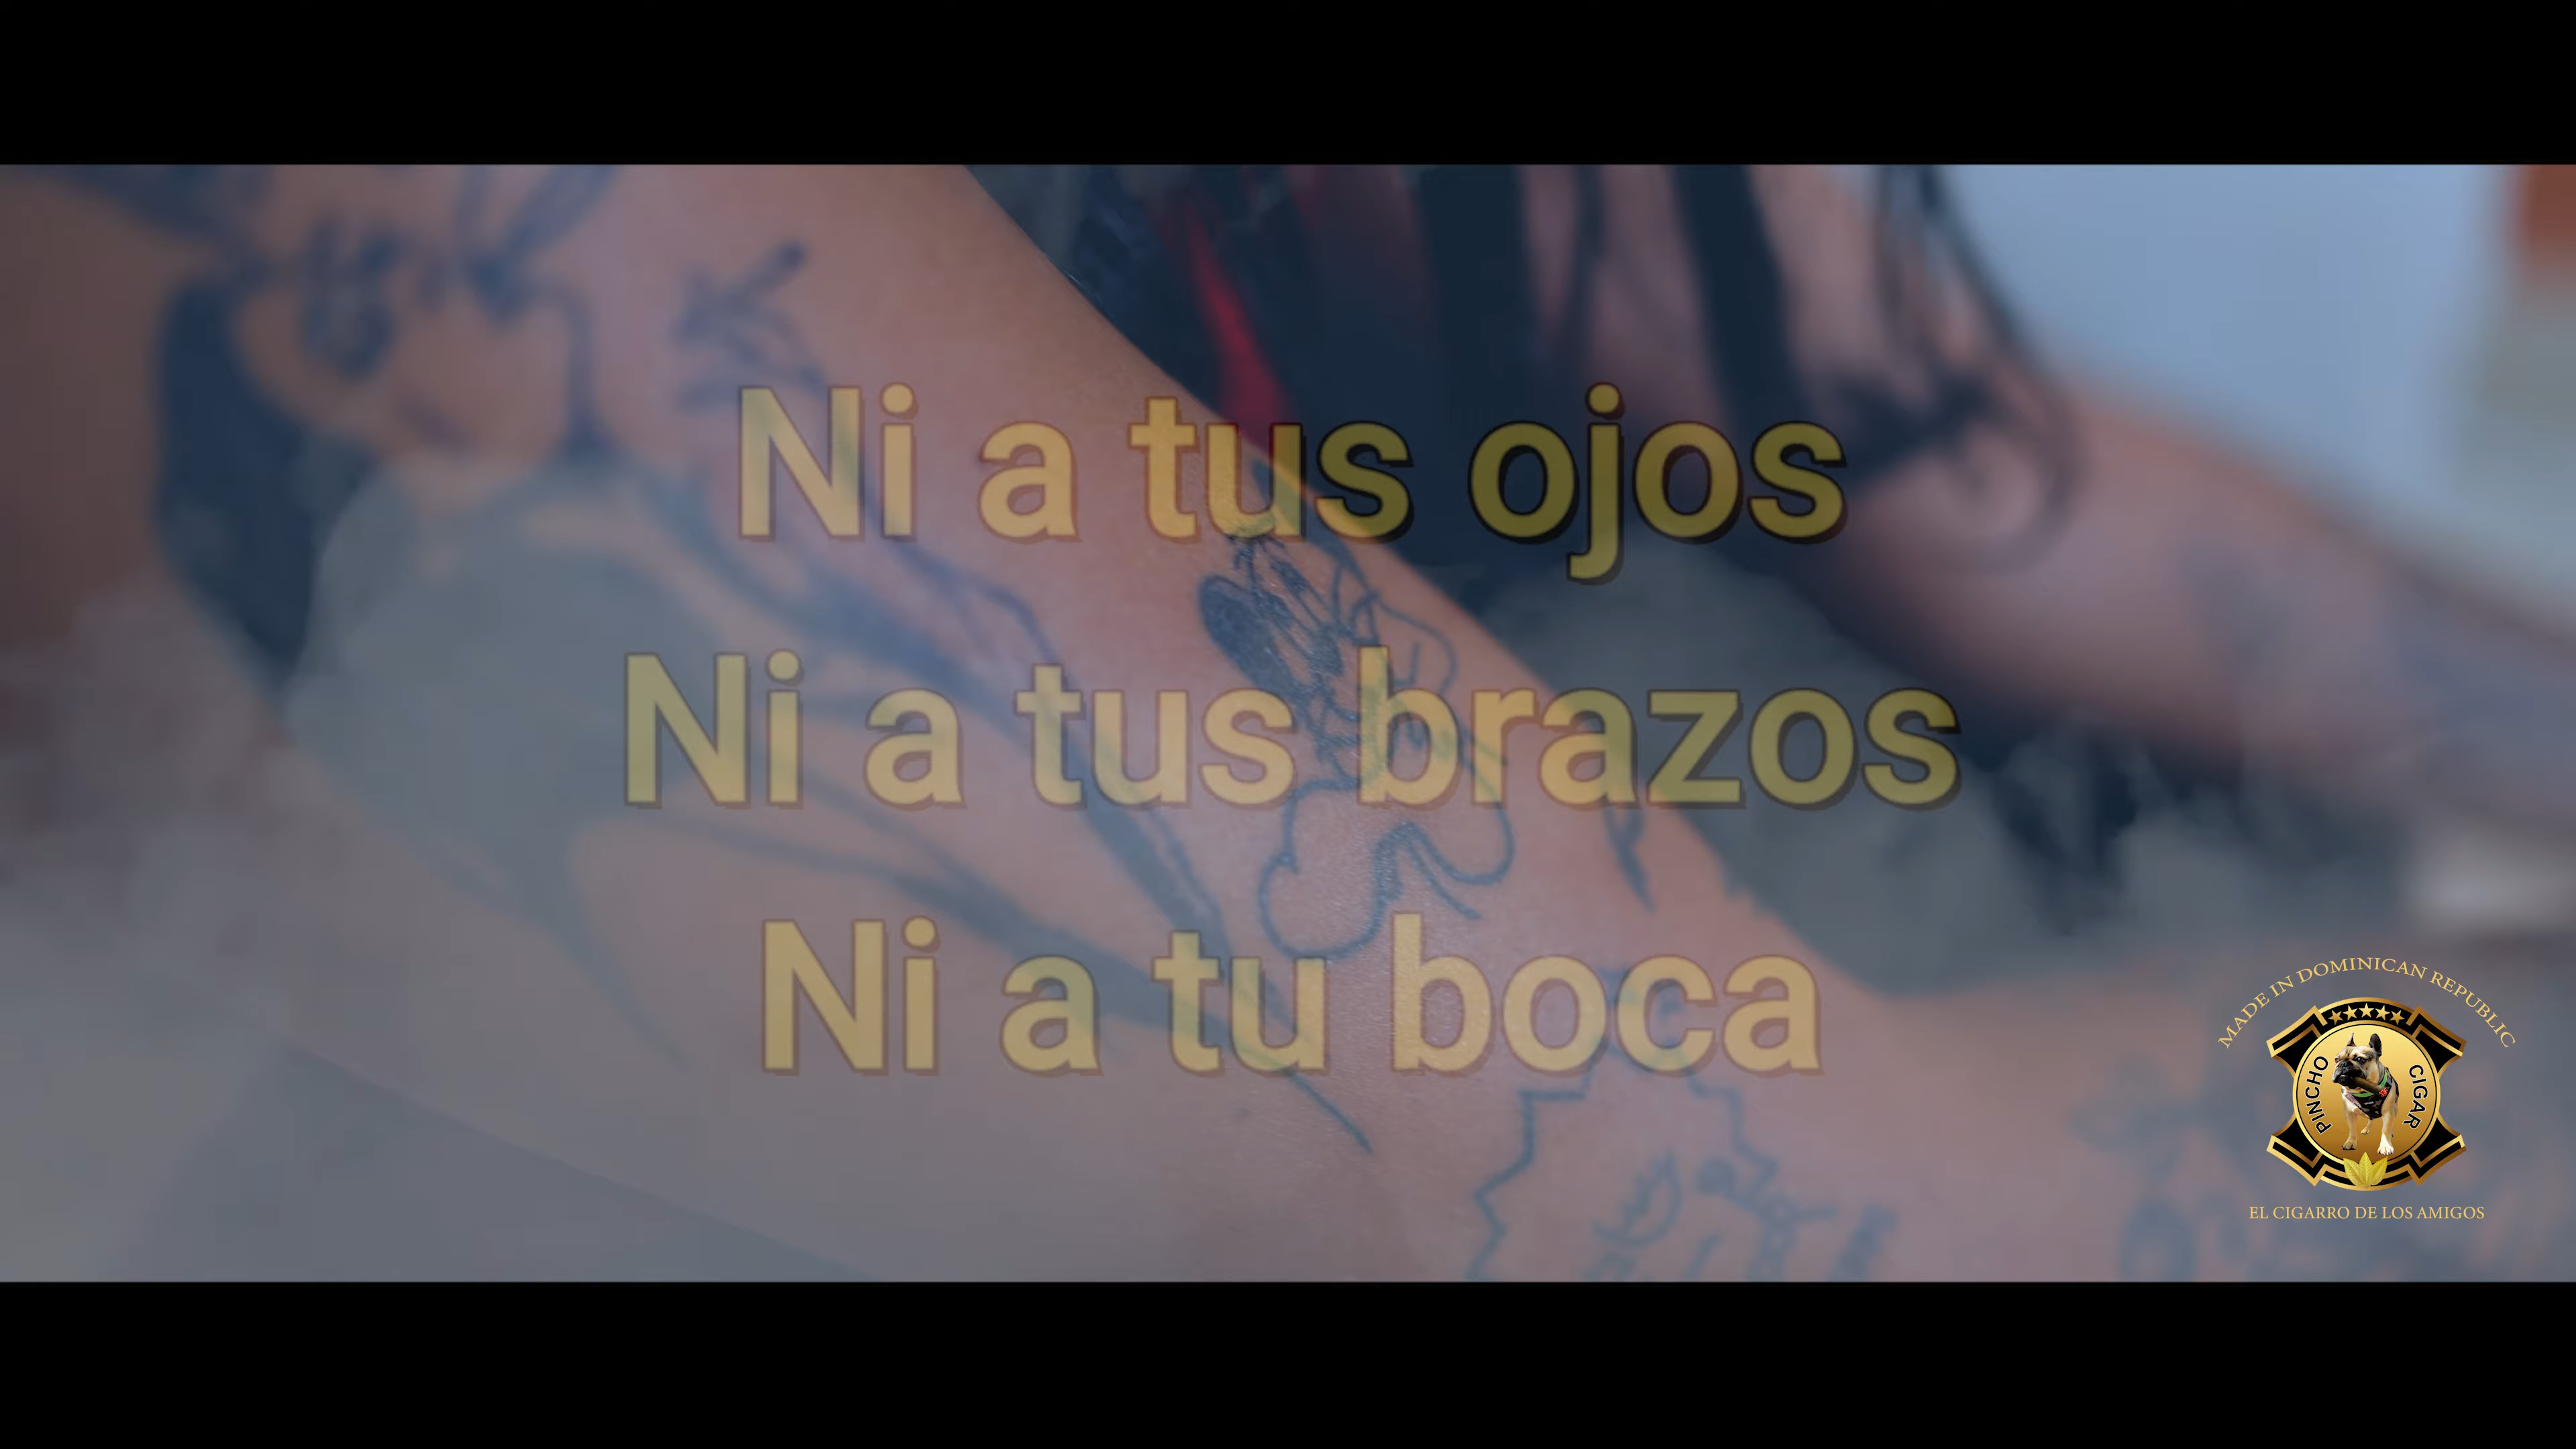 Ni a tus ojos
Ni a tus brazos
Ni a tu boca
MADE IN DOMINICAN REPUBLIC
PINCHO CIGAR
EL CIGARRO DE LOS AMIGOS